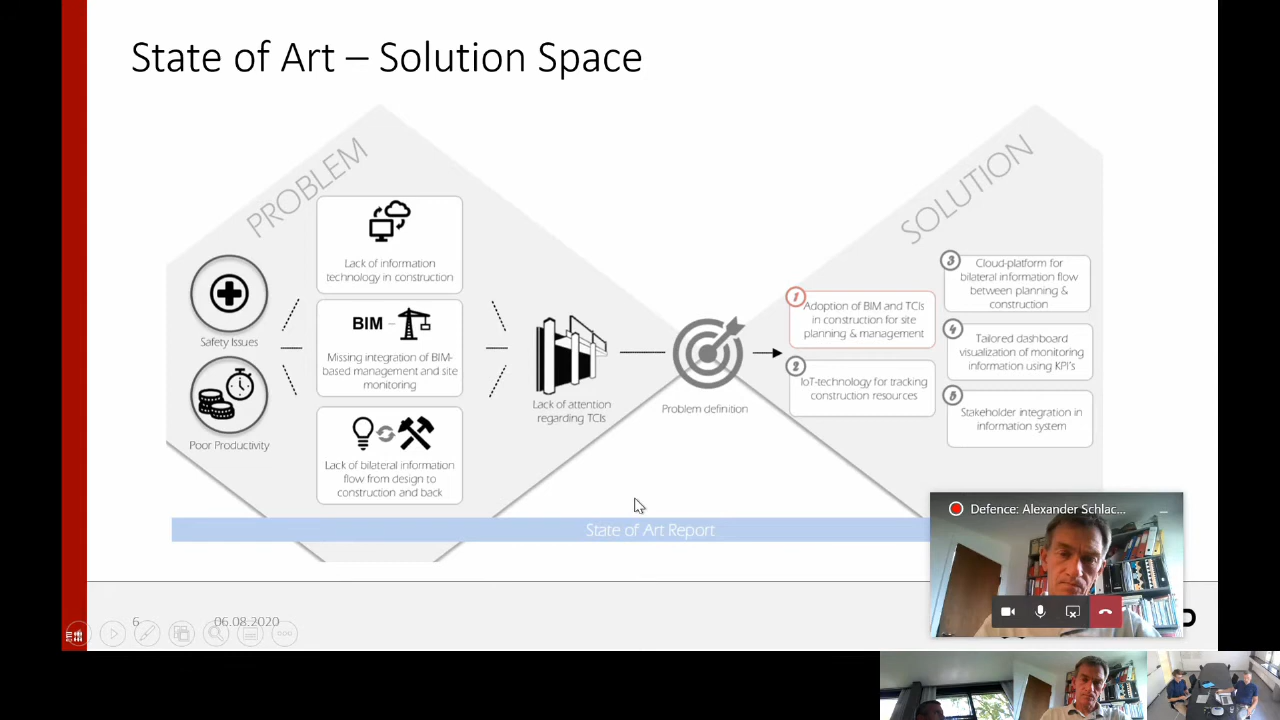 State of Art – Solution Space
PROBLEM
SOLUTION
Safety Issues
Poor Productivity
Lack of information
technology in construction
BIM
Missing integration of BIM-
based management and site
monitoring
Lack of bilateral information
flow from design to
construction and back
Lack of attention
regarding TCIs
Problem definition
1
Adoption of BIM and TCIs
in construction for site
planning & management
2
IoT-technology for tracking
construction resources
3
Cloud-platform for
bilateral information flow
between planning &
construction
4
Tailored dashboard
visualization of monitoring
information using KPI's
5
Stakeholder integration in
information system
State of Art Report
Defence: Alexander Schlac...
6
06.08.2020